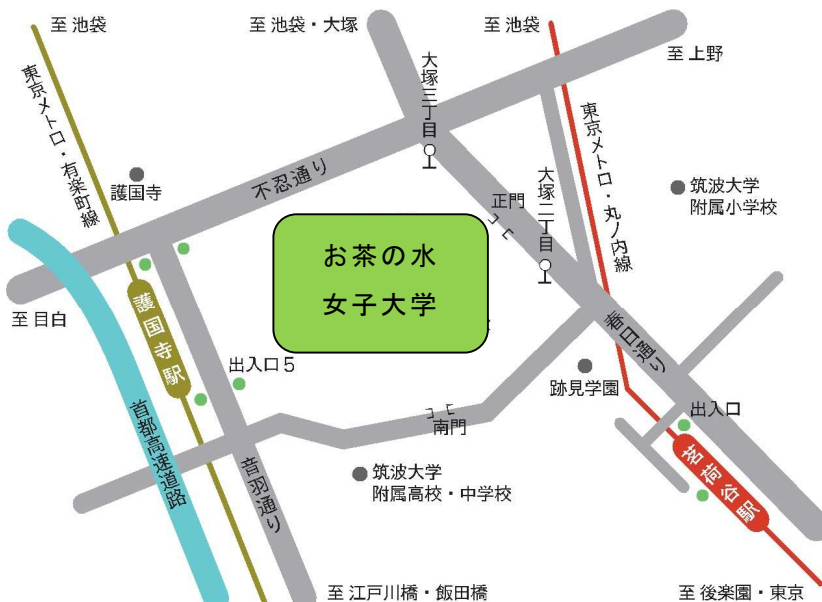 至 池袋
至 池袋・大塚
至 池袋
至 上野
東京メトロ・有楽町線
大塚三丁目
東京メトロ・丸ノ内線
護国寺
不忍通り
正門
大塚二丁目
筑波大学
附属小学校
お茶の水
女子大学
至 目白
護国寺駅
春日通り
出入口 5
跡見学園
出入口
首都高速道路
南門
音羽通り
筑波大学
附属高校・中学校
茗荷谷駅
至 江戸川橋・飯田橋
至 後楽園・東京